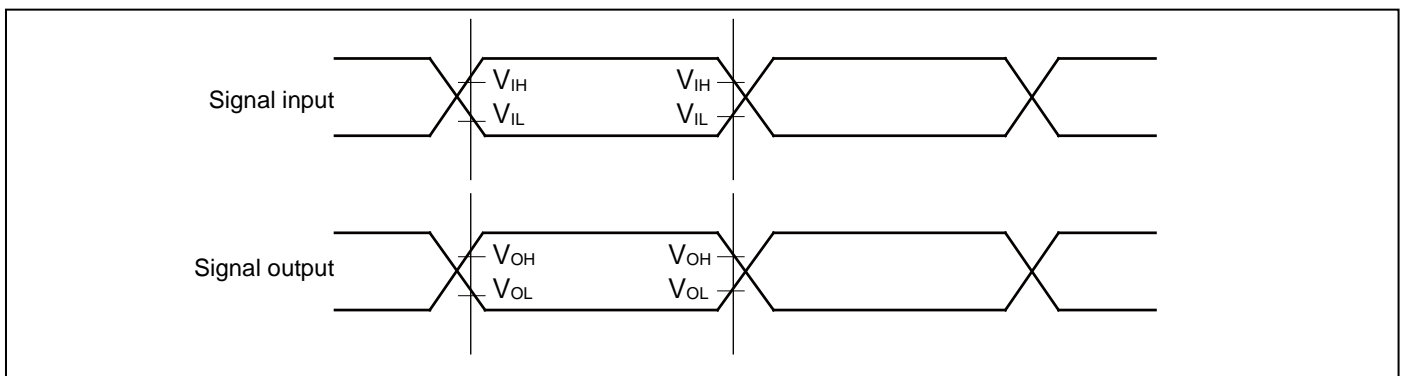 Signal input
VIH VIH
VIL VIL
Signal output
VOH VOH
VOL VOL